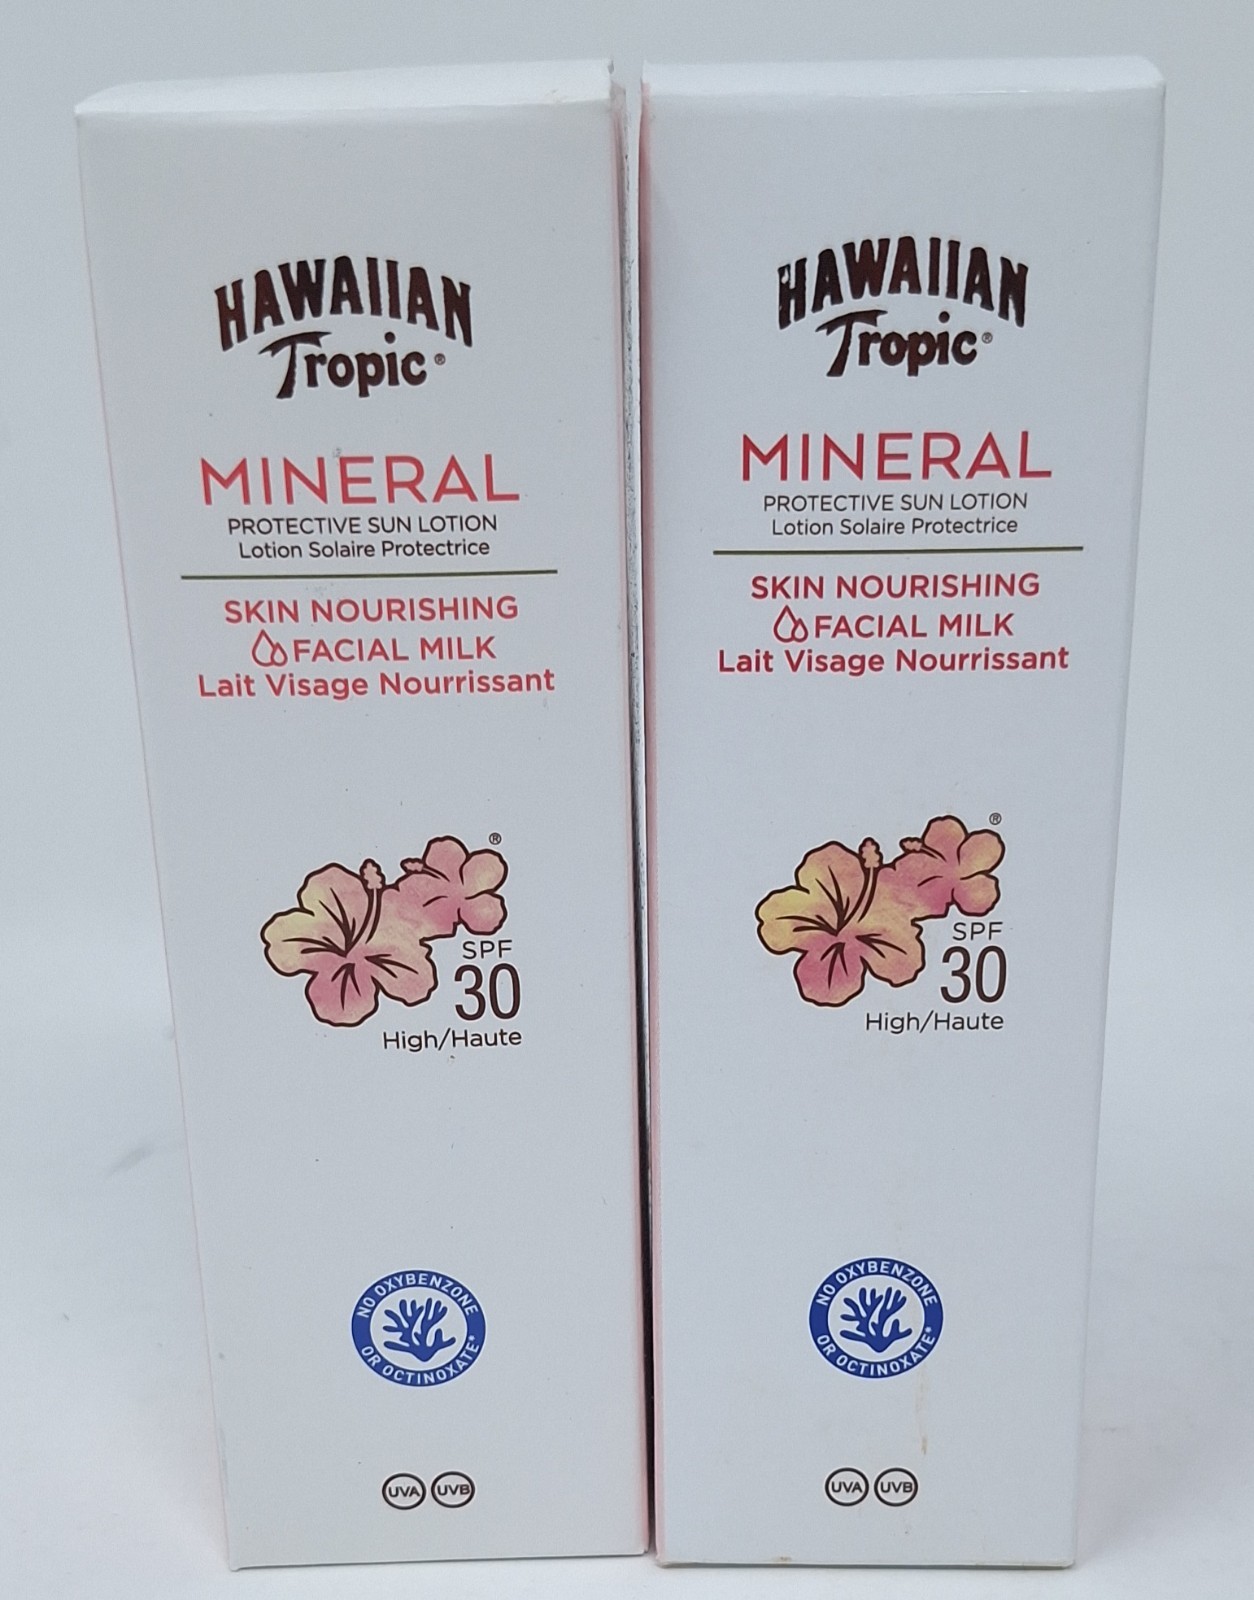 HAWAIIAN
Tropic®
MINERAL
PROTECTIVE SUN LOTION
Lotion Solaire Protectrice
SKIN NOURISHING
FACIAL MILK
Lait Visage Nourrissant
®
SPF
30
High/Haute
NO OXYBENZONE
OR OCTINOXATE*
UVA UVB
HAWAIIAN
Tropic®
MINERAL
PROTECTIVE SUN LOTION
Lotion Solaire Protectrice
SKIN NOURISHING
FACIAL MILK
Lait Visage Nourrissant
®
SPF
30
High/Haute
NO OXYBENZONE
OR OCTINOXATE*
UVA UVB